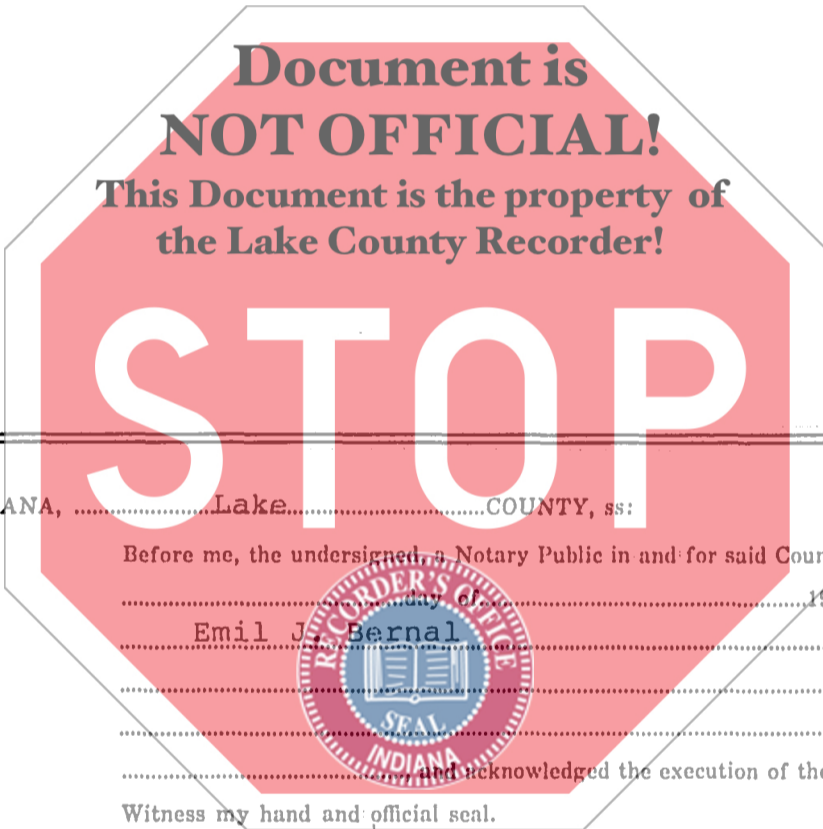 Document is
NOT OFFICIAL!
This Document is the property of
the Lake County Recorder!
STOP
ANA, Lake COUNTY, ss:
Before me, the undersigned, a Notary Public in and for said Coun
day of 19
Emil J. Bernal
RECORDER'S OFFICE
SEAL
INDIANA
, and acknowledged the execution of the
Witness my hand and official seal.